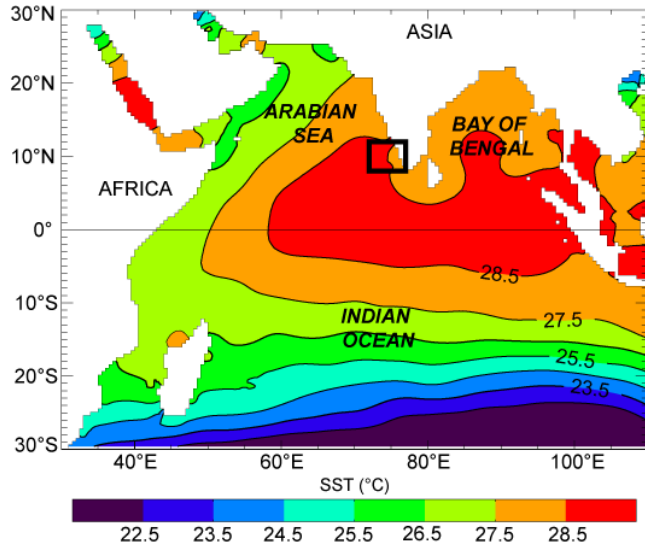 30°N
ASIA
20°N
ARABIAN
SEA
BAY OF
BENGAL
10°N
AFRICA
0°
28.5
10°S
INDIAN
OCEAN
27.5
25.5
20°S
23.5
30°S
40°E 60°E 80°E 100°E
SST (°C)
22.5 23.5 24.5 25.5 26.5 27.5 28.5